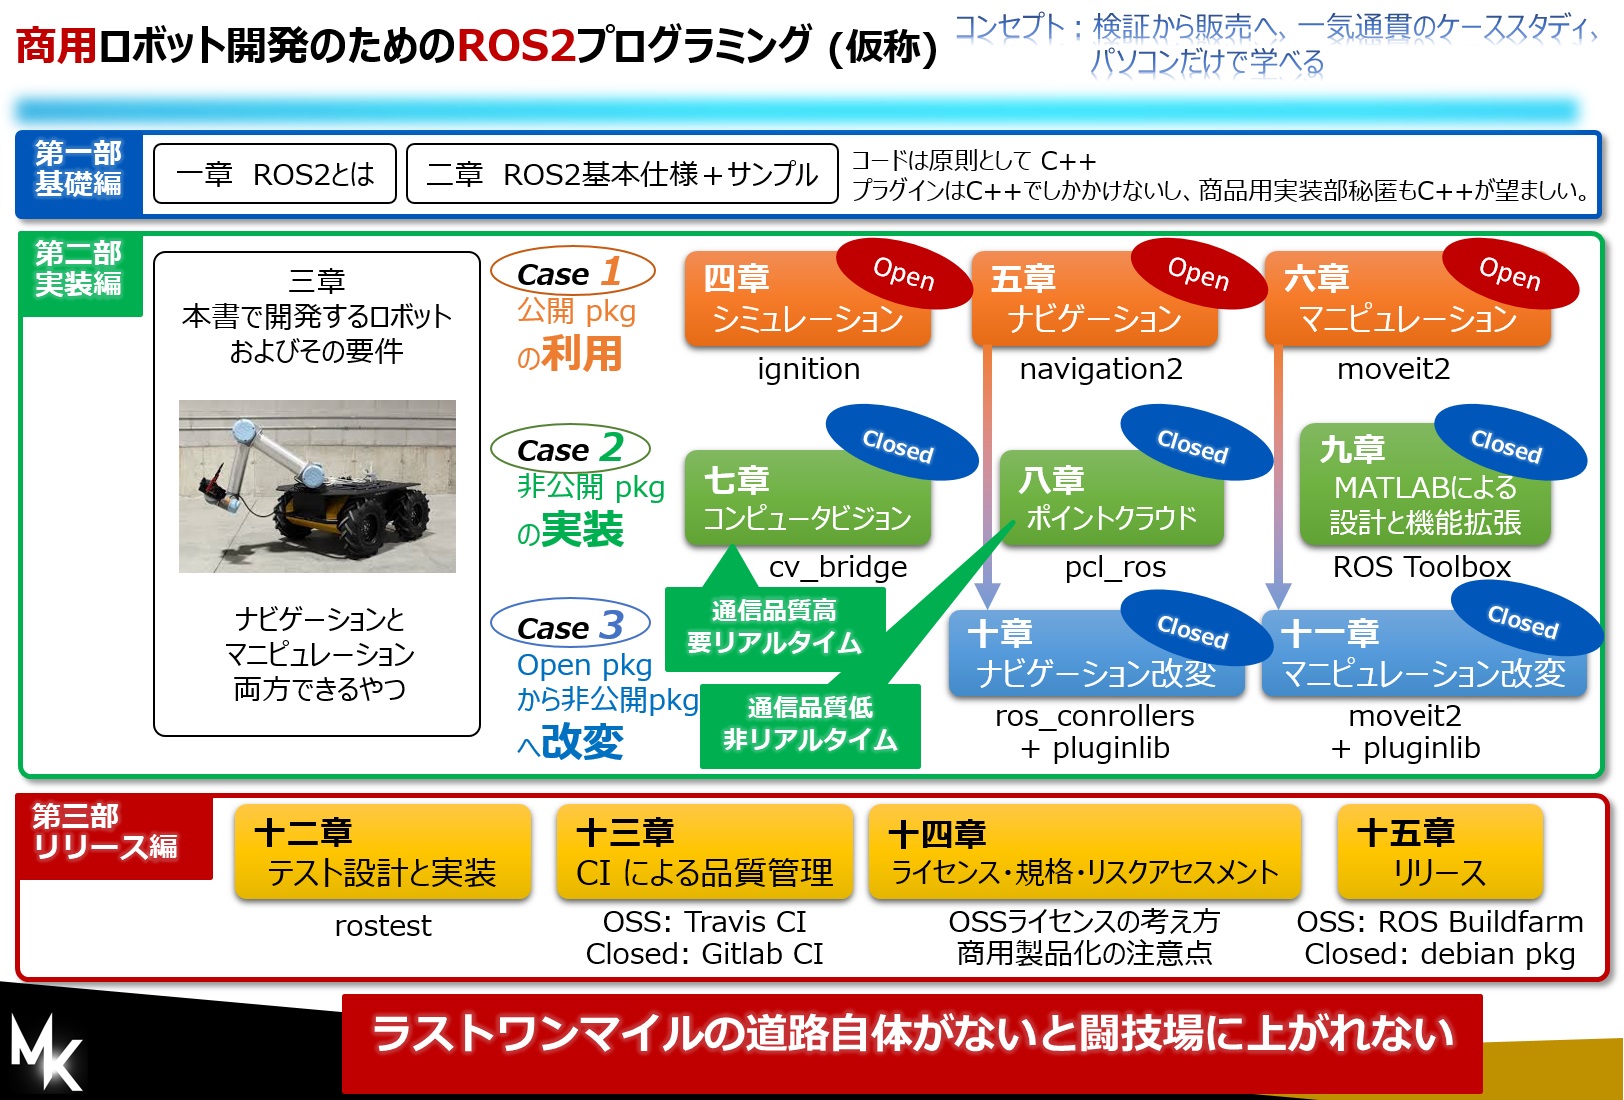 商用ロボット開発のためのROS2プログラミング (仮称)
コンセプト：検証から販売へ、一気通貫のケーススタディ、
パソコンだけで学べる
第一部
基礎編
一章 ROS2とは
二章 ROS2基本仕様＋サンプル
コードは原則として C++
プラグインはC++でしかかけないし、商品用実装部秘匿もC++が望ましい。
第二部
実装編
三章
本書で開発するロボット
およびその要件
ナビゲーションと
マニピュレーション
両方できるやつ
Case 1
公開 pkg
の利用
四章
シミュレーション
Open
ignition
五章
ナビゲーション
Open
navigation2
六章
マニピュレーション
Open
moveit2
Case 2
非公開 pkg
の実装
七章
コンピュータビジョン
Closed
cv_bridge
八章
ポイントクラウド
Closed
pcl_ros
九章
MATLABによる
設計と機能拡張
Closed
ROS Toolbox
通信品質高
要リアルタイム
通信品質低
非リアルタイム
Case 3
Open pkg
から非公開pkg
へ改変
十章
ナビゲーション改変
Closed
ros_conrollers
+ pluginlib
十一章
マニピュレーション改変
Closed
moveit2
+ pluginlib
第三部
リリース編
十二章
テスト設計と実装
rostest
十三章
CI による品質管理
OSS: Travis CI
Closed: Gitlab CI
十四章
ライセンス・規格・リスクアセスメント
OSSライセンスの考え方
商用製品化の注意点
十五章
リリース
OSS: ROS Buildfarm
Closed: debian pkg
MK
ラストワンマイルの道路自体がないと闘技場に上がれない